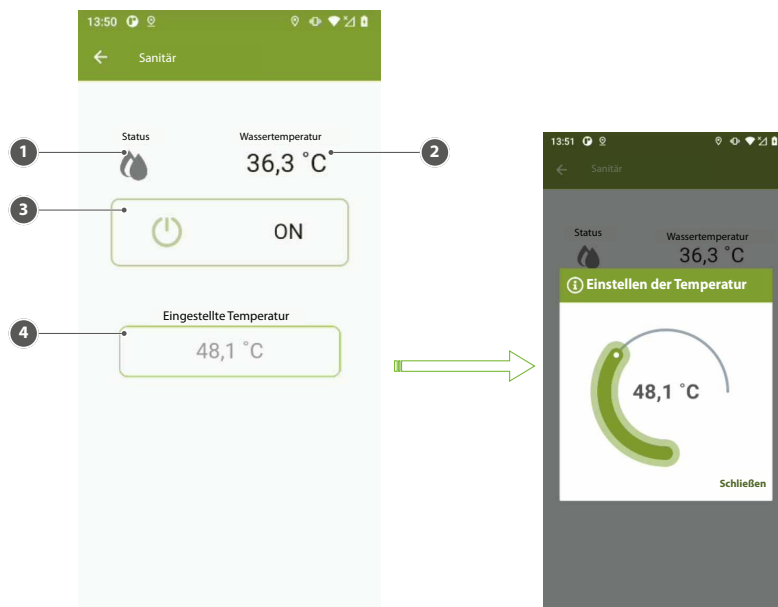 13:50
Sanitär
Status
Wassertemperatur
1
36,3 °C
2
3
ON
Eingestellte Temperatur
4
48,1 °C
13:51
Sanitär
Status
Wassertemperatur
36,3 °C
Einstellen der Temperatur
48,1 °C
Schließen